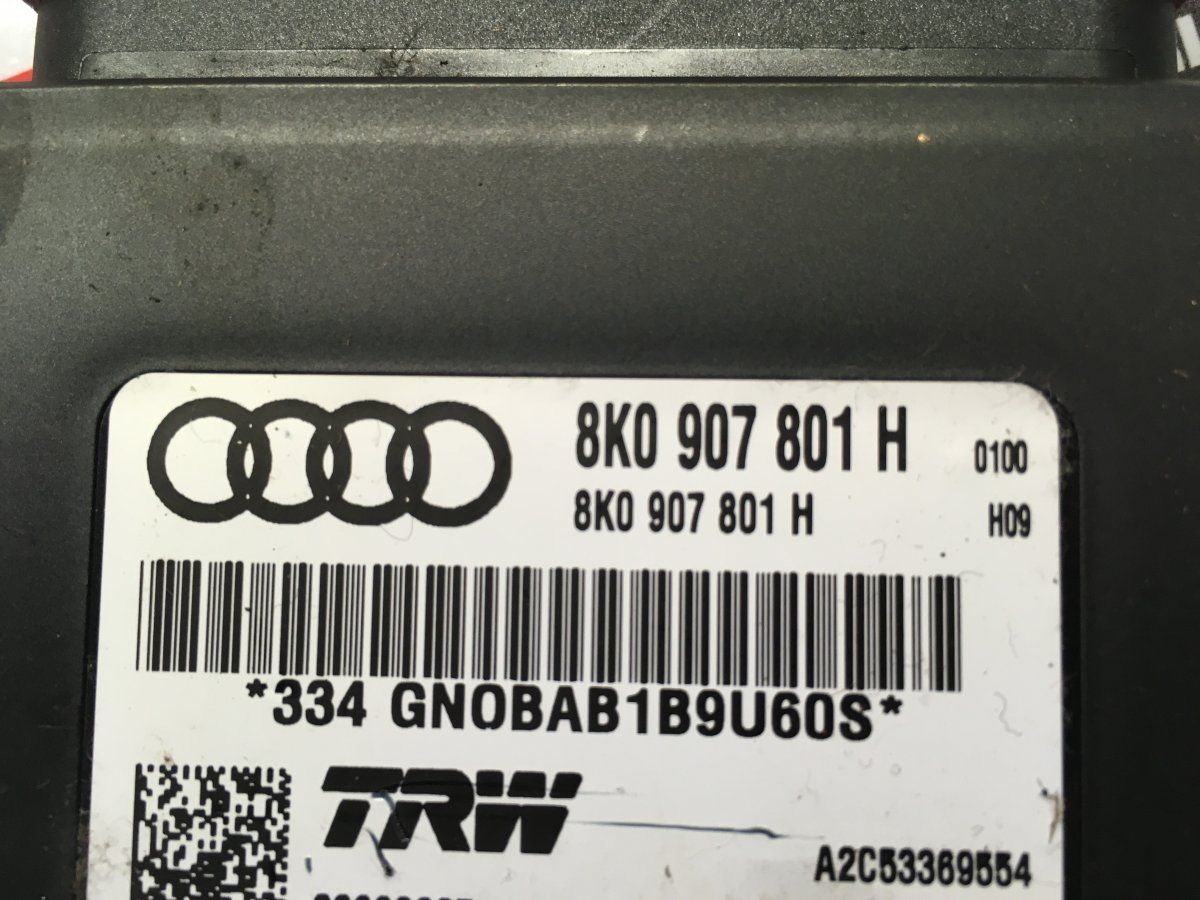 8K0 907 801 H 0100
8K0 907 801 H H09
*334 GNOBAB1B9U60S*
TRW
A2C53369554